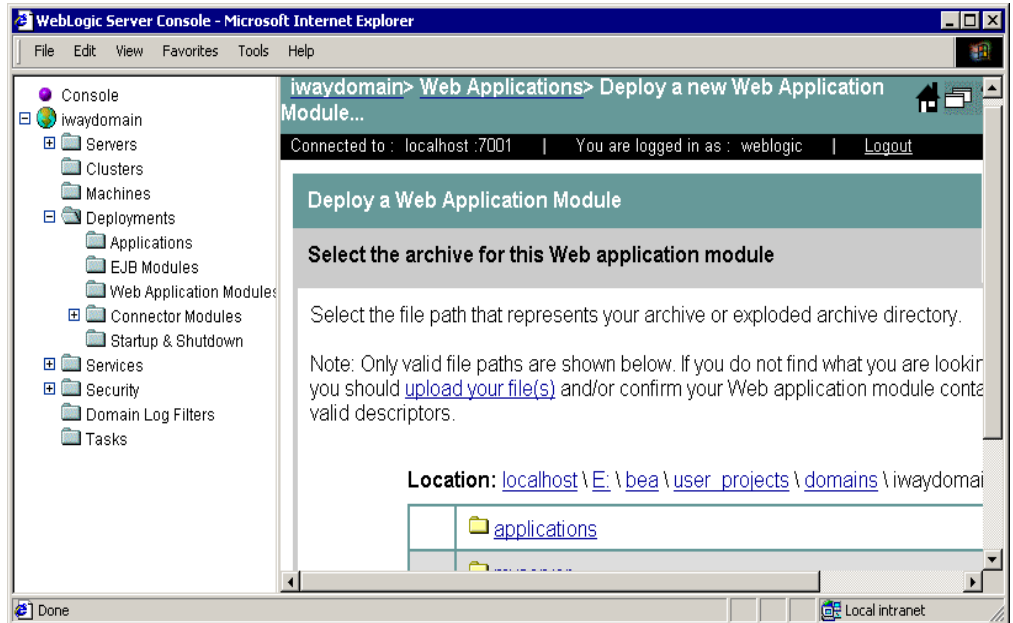 WebLogic Server Console - Microsoft Internet Explorer
File Edit View Favorites Tools Help
Console
iwaydomain
Servers
Clusters
Machines
Deployments
Applications
EJB Modules
Web Application Modules
Connector Modules
Startup & Shutdown
Services
Security
Domain Log Filters
Tasks
iwaydomain> Web Applications> Deploy a new Web Application
Module...
Connected to : localhost :7001 | You are logged in as : weblogic | Logout
Deploy a Web Application Module
Select the archive for this Web application module
Select the file path that represents your archive or exploded archive directory.
Note: Only valid file paths are shown below. If you do not find what you are lookin
you should upload your file(s) and/or confirm your Web application module conta
valid descriptors.
Location: localhost \ E: \ bea \ user_projects \ domains \ iwaydomai
applications
Done
Local intranet